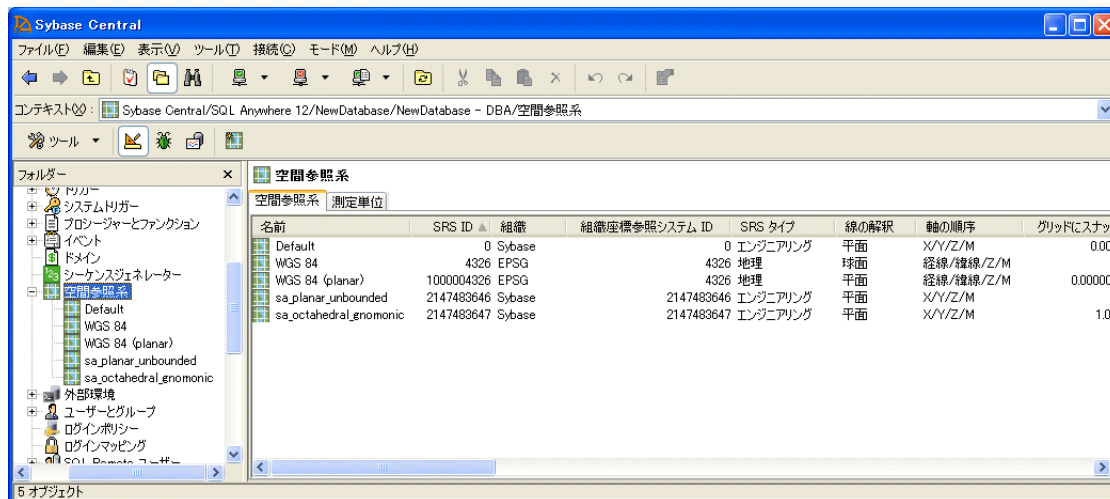 Sybase Central
ファイル(F) 編集(E) 表示(V) ツール(T) 接続(C) モード(M) ヘルプ(H)
コンテキスト(X): Sybase Central/SQL Anywhere 12/NewDatabase/NewDatabase - DBA/空間参照系
ツール
フォルダー
トリガー
システムトリガー
プロシージャーとファンクション
イベント
ドメイン
シーケンスジェネレーター
空間参照系
Default
WGS 84
WGS 84 (planar)
sa_planar_unbounded
sa_octahedral_gnomonic
外部環境
ユーザーとグループ
ログインポリシー
ログインマッピング
SQL Remote ユーザー
空間参照系
空間参照系 測定単位
名前 SRS ID 組織 組織座標参照システム ID SRS タイプ 線の解釈 軸の順序 グリッドにスナッ
Default 0 Sybase 0 エンジニアリング 平面 X/Y/Z/M 0.00
WGS 84 4326 EPSG 4326 地理 球面 経線/緯線/Z/M
WGS 84 (planar) 1000004326 EPSG 4326 地理 平面 経線/緯線/Z/M 0.00000
sa_planar_unbounded 2147483646 Sybase 2147483646 エンジニアリング 平面 X/Y/Z/M
sa_octahedral_gnomonic 2147483647 Sybase 2147483647 エンジニアリング 平面 X/Y/Z/M 1.0
5 オブジェクト